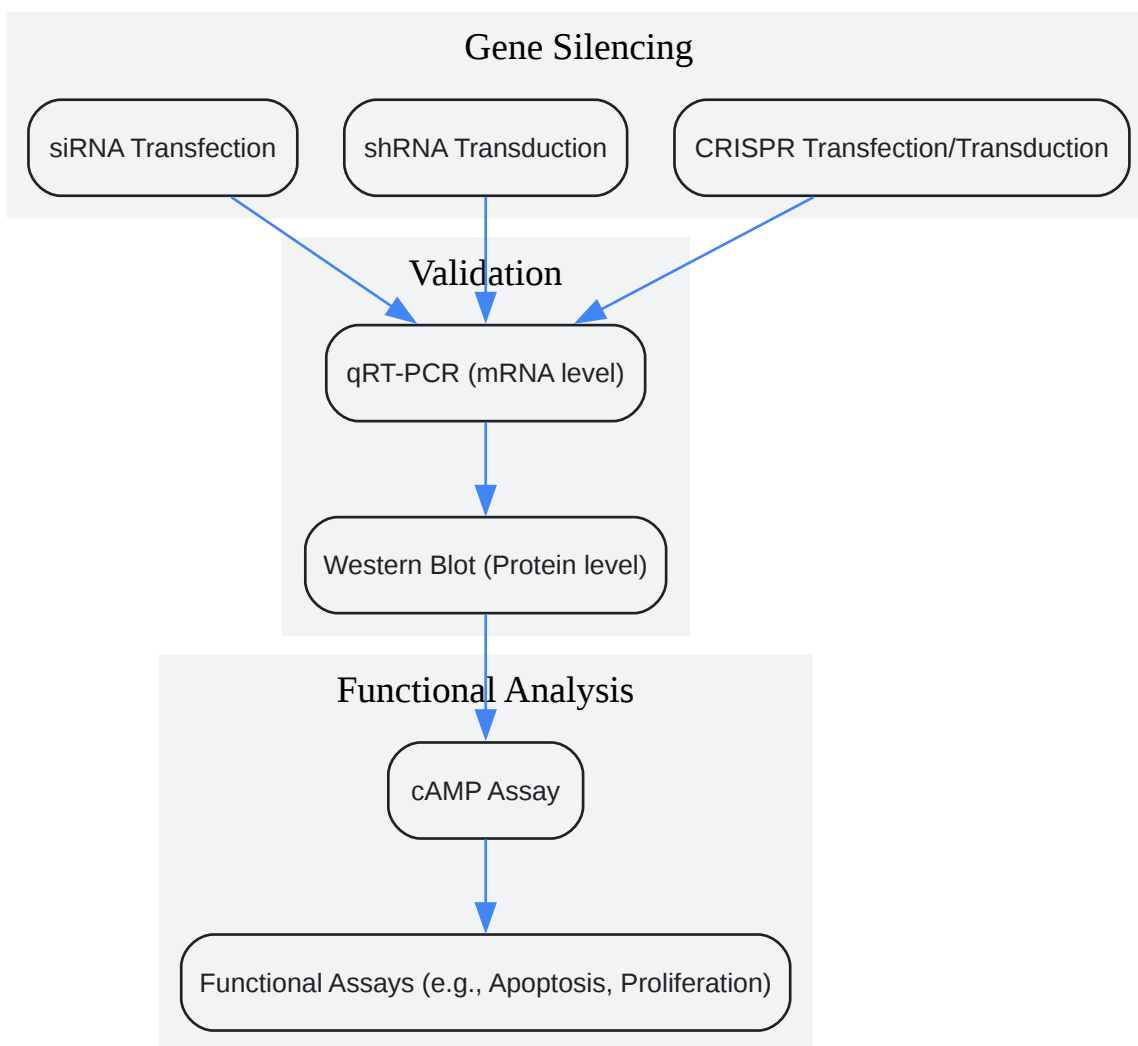 Gene Silencing
siRNA Transfection
shRNA Transduction
CRISPR Transfection/Transduction
Validation
qRT-PCR (mRNA level)
Western Blot (Protein level)
Functional Analysis
cAMP Assay
Functional Assays (e.g., Apoptosis, Proliferation)